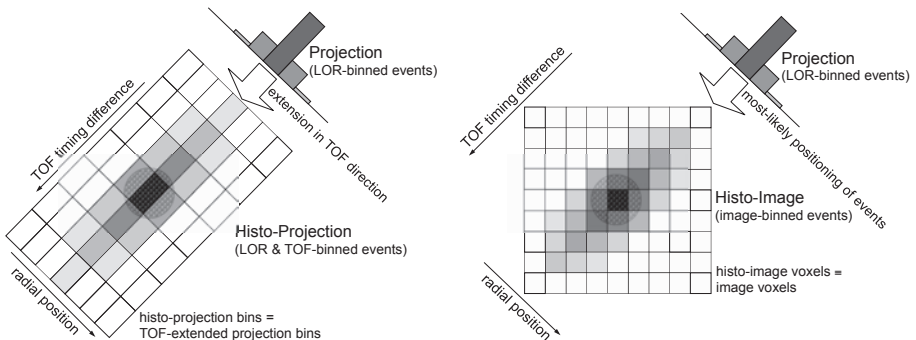 Projection
(LOR-binned events)
TOF timing difference
extension in TOF direction
Histo-Projection
(LOR & TOF-binned events)
radial position
histo-projection bins =
TOF-extended projection bins
Projection
(LOR-binned events)
TOF timing difference
most-likely positioning of events
Histo-Image
(image-binned events)
radial position
histo-image voxels =
image voxels